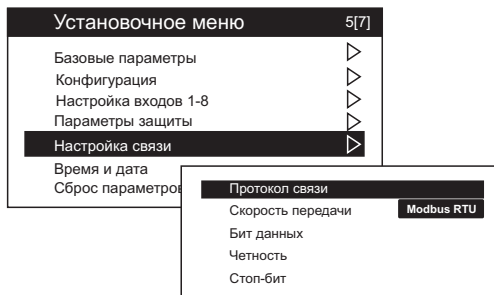 Установочное меню 5[7]
Базовые параметры
Конфигурация
Настройка входов 1-8
Параметры защиты
Настройка связи
Время и дата
Сброс параметров
Протокол связи
Скорость передачи Modbus RTU
Бит данных
Четность
Стоп-бит